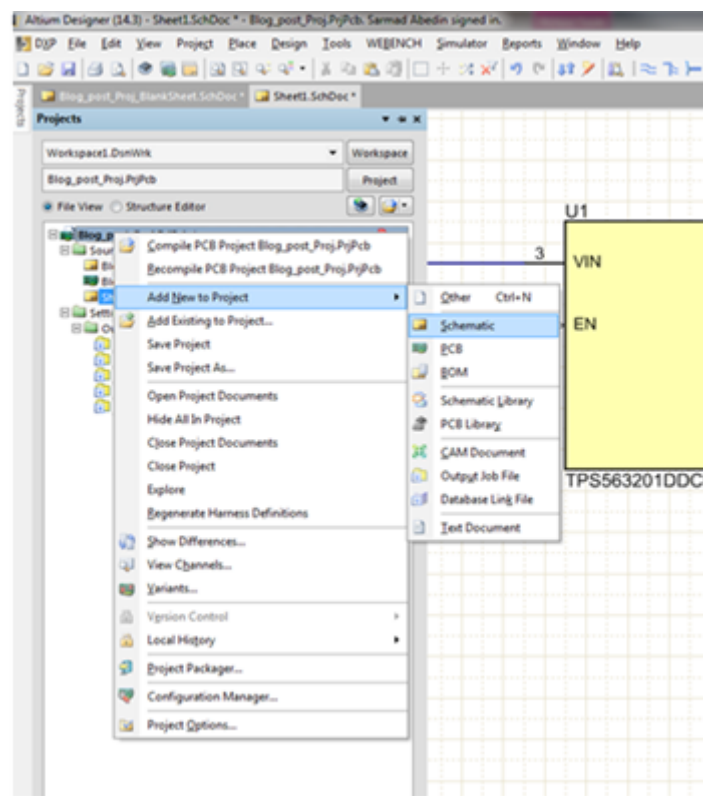 Altium Designer (14.3) - Sheet1.SchDoc * - Blog_post_Proj.PrjPcb. Sarmad Abedin signed in.
DXP File Edit View Project Place Design Tools WEBENCH Simulator Reports Window Help
Blog_post_Proj_BlankSheet.SchDoc * Sheet1.SchDoc *
Projects
Projects
Workspace1.DsnWrk Workspace
Blog_post_Proj.PrjPcb Project
File View Structure Editor
Compile PCB Project Blog_post_Proj.PrjPcb
Recompile PCB Project Blog_post_Proj.PrjPcb
Add New to Project
Add Existing to Project...
Save Project
Save Project As...
Open Project Documents
Hide All In Project
Close Project Documents
Close Project
Explore
Regenerate Harness Definitions
Show Differences...
View Channels...
Variants...
Version Control
Local History
Project Packager...
Configuration Manager...
Project Options...
Other Ctrl+N
Schematic
PCB
BOM
Schematic Library
PCB Library
CAM Document
Output Job File
Database Link File
Text Document
U1
3
VIN
EN
TPS563201DDC